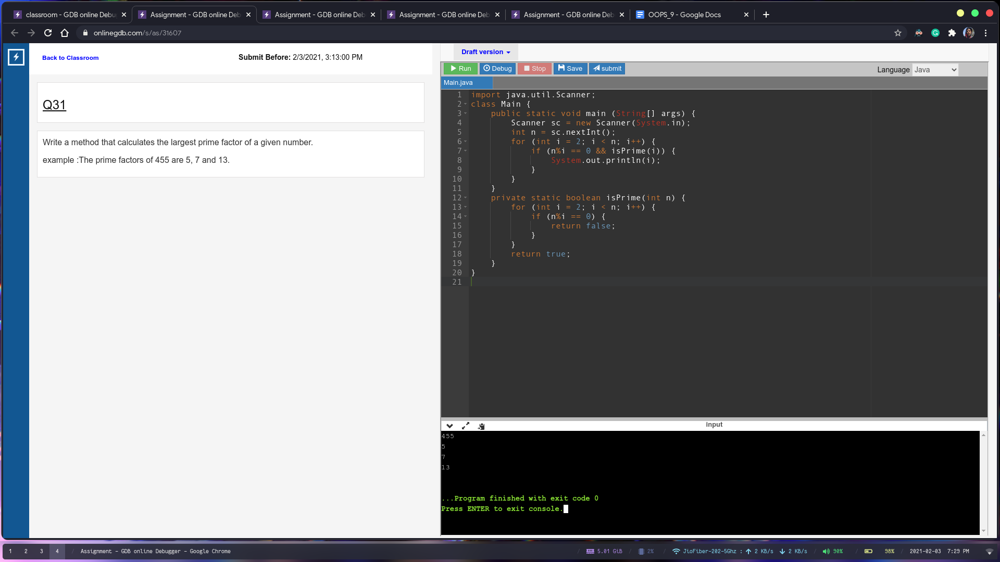 classroom - GDB online Debu
Assignment - GDB online Deb
Assignment - GDB online Deb
Assignment - GDB online Deb
Assignment - GDB online Deb
OOPS_9 - Google Docs
onlinegdb.com/s/as/31607
Back to Classroom
Submit Before: 2/3/2021, 3:13:00 PM
Q31
Write a method that calculates the largest prime factor of a given number.
example :The prime factors of 455 are 5, 7 and 13.
Draft version
Run Debug Stop Save submit
Language Java
Main.java
1 import java.util.Scanner;
2 class Main {
3     public static void main (String[] args) {
4         Scanner sc = new Scanner(System.in);
5         int n = sc.nextInt();
6         for (int i = 2; i < n; i++) {
7             if (n%i == 0 && isPrime(i)) {
8                 System.out.println(i);
9             }
10         }
11     }
12     private static boolean isPrime(int n) {
13         for (int i = 2; i < n; i++) {
14             if (n%i == 0) {
15                 return false;
16             }
17         }
18         return true;
19     }
20 }
21
input
455
5
7
13
...Program finished with exit code 0
Press ENTER to exit console.
1 2 3 4 / Assignment - GDB online Debugger - Google Chrome / 5.01 GiB / 2% / JioFiber-202-5Ghz : 2 KB/s 2 KB/s / 90% / 98% / 2021-02-03 7:29 PM